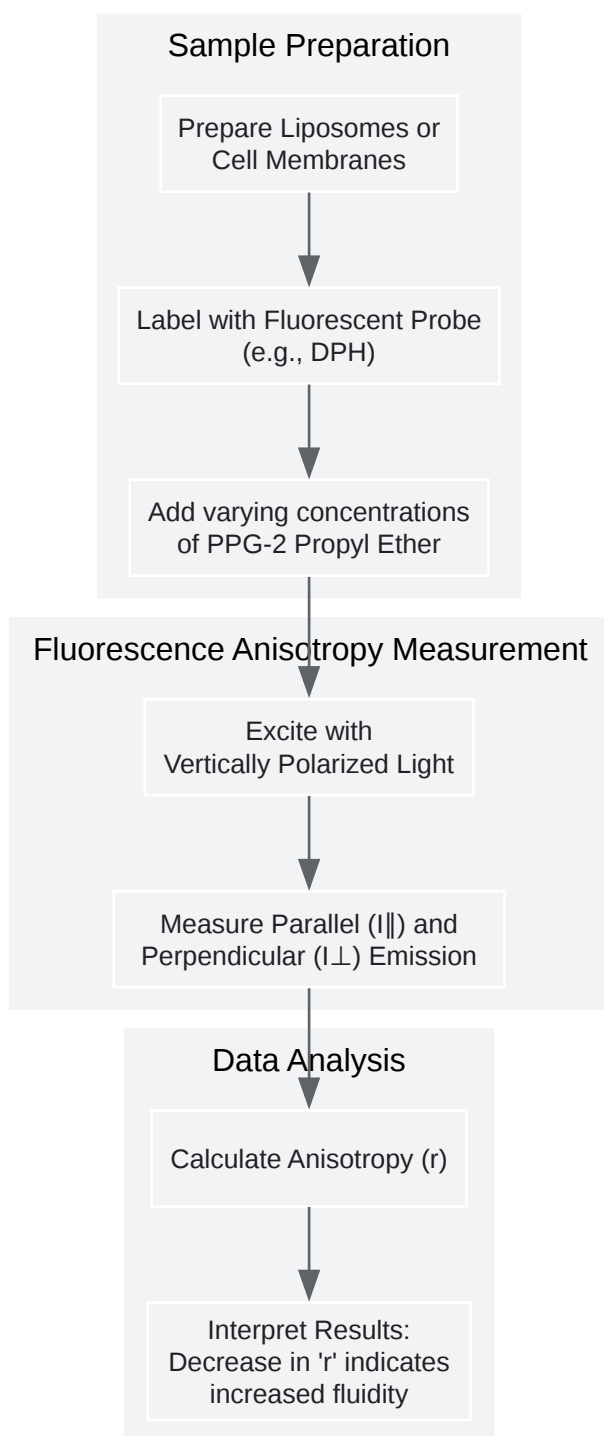 Sample Preparation
Prepare Liposomes or
Cell Membranes
Label with Fluorescent Probe
(e.g., DPH)
Add varying concentrations
of PPG-2 Propyl Ether
Fluorescence Anisotropy Measurement
Excite with
Vertically Polarized Light
Measure Parallel (I∥) and
Perpendicular (I⊥) Emission
Data Analysis
Calculate Anisotropy (r)
Interpret Results:
Decrease in 'r' indicates
increased fluidity